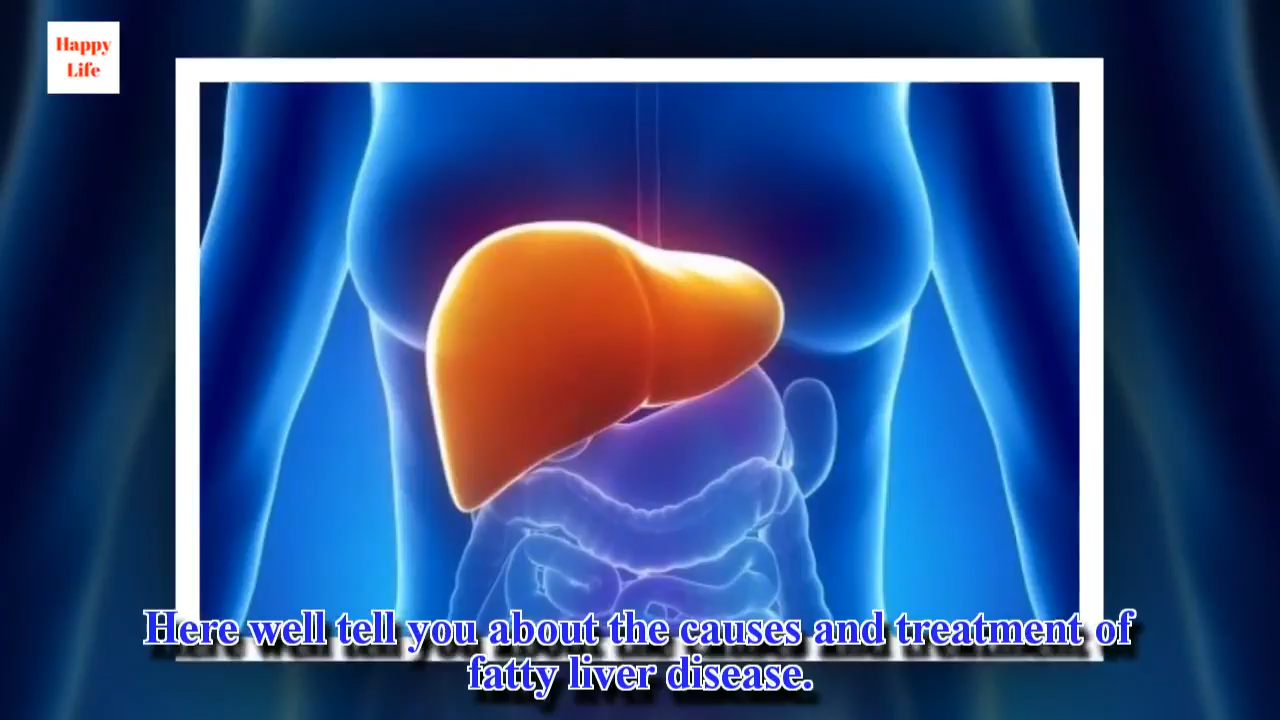 Happy
Life
Here well tell you about the causes and treatment of
fatty liver disease.